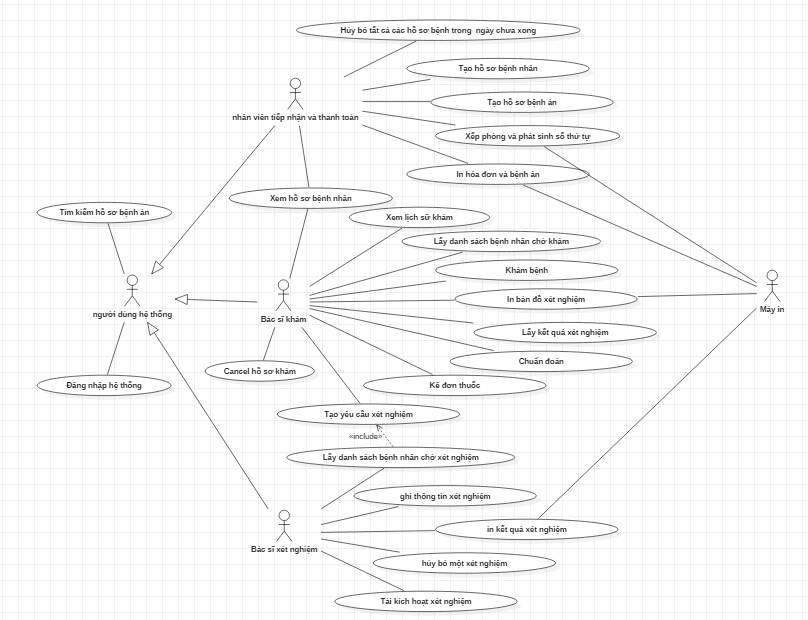 Hủy bỏ tất cả các hồ sơ bệnh trong ngày chưa xong
Tạo hồ sơ bệnh nhân
Tạo hồ sơ bệnh án
nhân viên tiếp nhận và thanh toán
Xếp phòng và phát sinh số thứ tự
In hóa đơn và bệnh án
Xem hồ sơ bệnh nhân
Tìm kiếm hồ sơ bệnh án
Xem lịch sử khám
Lấy danh sách bệnh nhân chờ khám
Khám bệnh
In bản đồ xét nghiệm
Máy in
người dùng hệ thống
Bác sĩ khám
Lấy kết quả xét nghiệm
Chuẩn đoán
Cancel hồ sơ khám
Đăng nhập hệ thống
Kê đơn thuốc
Tạo yêu cầu xét nghiệm
«include»
Lấy danh sách bệnh nhân chờ xét nghiệm
ghi thông tin xét nghiệm
in kết quả xét nghiệm
Bác sĩ xét nghiệm
hủy bỏ một xét nghiệm
Tái kích hoạt xét nghiệm